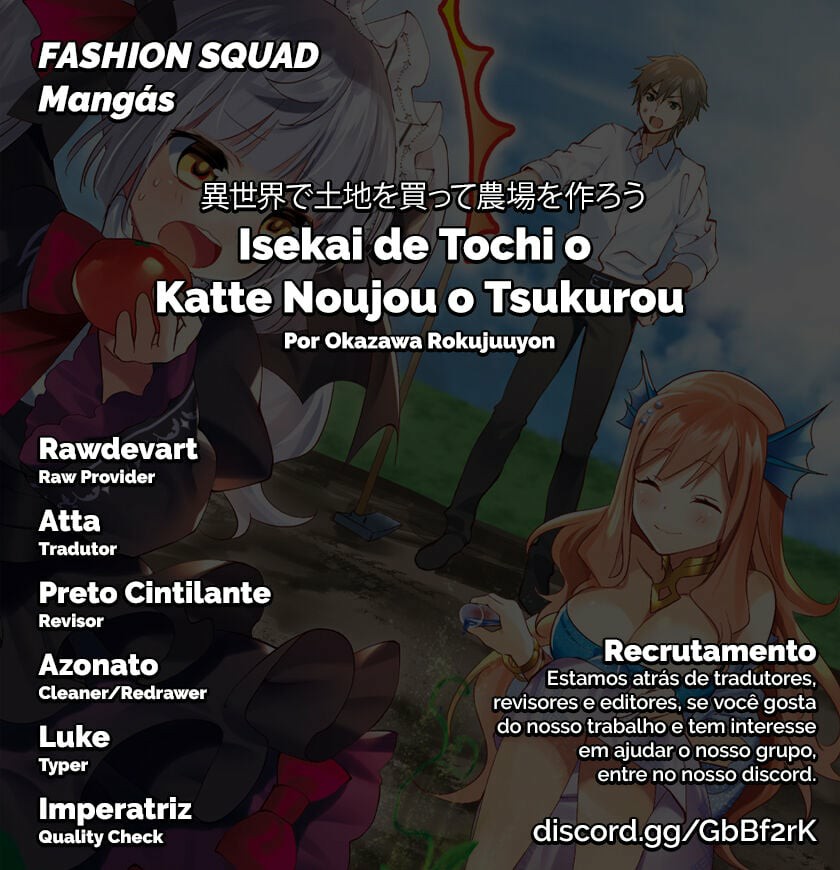 FASHION SQUAD
Mangás
異世界で土地を買って農場を作ろう
Isekai de Tochi o
Katte Noujou o Tsukurou
Por Okazawa Rokujuuyon
Rawdevart
Raw Provider
Atta
Tradutor
Preto Cintilante
Revisor
Azonato
Cleaner/Redrawer
Luke
Typer
Imperatriz
Quality Check
Recrutamento
Estamos atrás de tradutores,
revisores e editores, se você gosta
do nosso trabalho e tem interesse
em ajudar o nosso grupo,
entre no nosso discord.
discord.gg/GbBf2rK